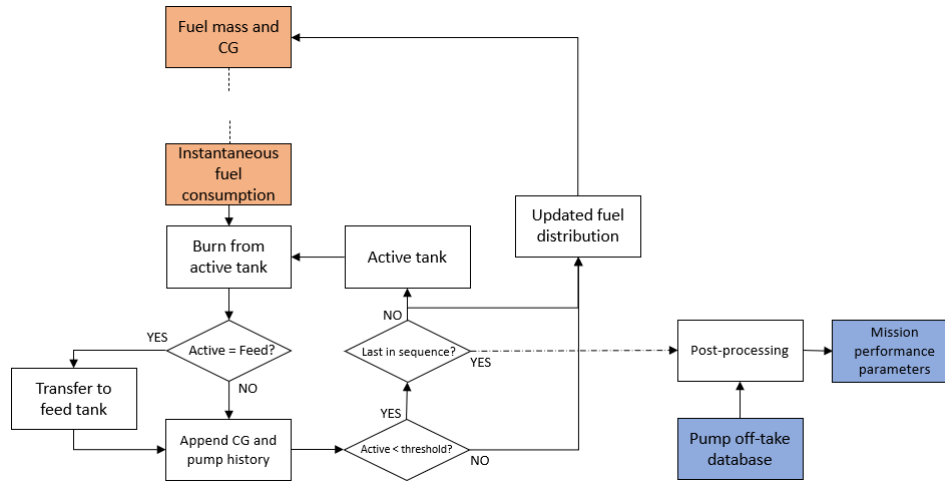 Fuel mass and
CG
Instantaneous
fuel
consumption
Burn from
active tank
Active tank
Updated fuel
distribution
NO
YES
Active = Feed?
Last in sequence?
YES
Post-processing
Mission
performance
parameters
Transfer to
feed tank
NO
YES
Append CG and
pump history
Active < threshold?
NO
Pump off-take
database